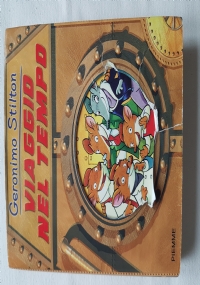 Geronimo Stilton
VIAGGIO
NEL TEMPO
PIEMME